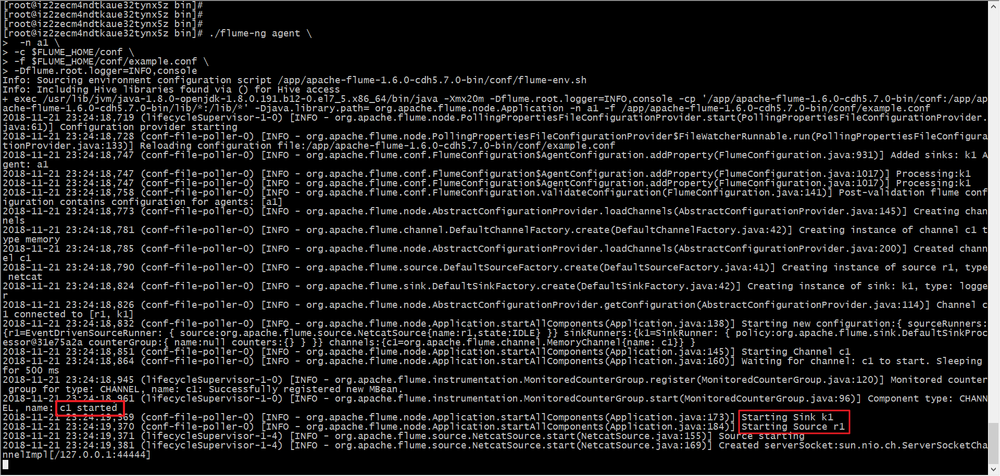 [root@iz2zecm4ndtkaue32tynx5z bin]#
[root@iz2zecm4ndtkaue32tynx5z bin]#
[root@iz2zecm4ndtkaue32tynx5z bin]#
[root@iz2zecm4ndtkaue32tynx5z bin]# ./flume-ng agent \
>  -n a1 \
> -c $FLUME_HOME/conf \
> -f $FLUME_HOME/conf/example.conf \
> -Dflume.root.logger=INFO,console
Info: Sourcing environment configuration script /app/apache-flume-1.6.0-cdh5.7.0-bin/conf/flume-env.sh
Info: Including Hive libraries found via () for Hive access
+ exec /usr/lib/jvm/java-1.8.0-openjdk-1.8.0.191.b12-0.el7_5.x86_64/bin/java -Xmx20m -Dflume.root.logger=INFO,console -cp '/app/apache-flume-1.6.0-cdh5.7.0-bin/conf:/app/ap
ache-flume-1.6.0-cdh5.7.0-bin/lib/*:/lib/*' -Djava.library.path= org.apache.flume.node.Application -n a1 -f /app/apache-flume-1.6.0-cdh5.7.0-bin/conf/example.conf
2018-11-21 23:24:18,719 (lifecycleSupervisor-1-0) [INFO - org.apache.flume.node.PollingPropertiesFileConfigurationProvider.start(PollingPropertiesFileConfigurationProvider.
java:61)] Configuration provider starting
2018-11-21 23:24:18,728 (conf-file-poller-0) [INFO - org.apache.flume.node.PollingPropertiesFileConfigurationProvider$FileWatcherRunnable.run(PollingPropertiesFileConfigura
tionProvider.java:133)] Reloading configuration file:/app/apache-flume-1.6.0-cdh5.7.0-bin/conf/example.conf
2018-11-21 23:24:18,747 (conf-file-poller-0) [INFO - org.apache.flume.conf.FlumeConfiguration$AgentConfiguration.addProperty(FlumeConfiguration.java:931)] Added sinks: k1 A
gent: a1
2018-11-21 23:24:18,747 (conf-file-poller-0) [INFO - org.apache.flume.conf.FlumeConfiguration$AgentConfiguration.addProperty(FlumeConfiguration.java:1017)] Processing:k1
2018-11-21 23:24:18,747 (conf-file-poller-0) [INFO - org.apache.flume.conf.FlumeConfiguration$AgentConfiguration.addProperty(FlumeConfiguration.java:1017)] Processing:k1
2018-11-21 23:24:18,758 (conf-file-poller-0) [INFO - org.apache.flume.conf.FlumeConfiguration.validateConfiguration(FlumeConfiguration.java:141)] Post-validation flume conf
iguration contains configuration for agents: [a1]
2018-11-21 23:24:18,773 (conf-file-poller-0) [INFO - org.apache.flume.node.AbstractConfigurationProvider.loadChannels(AbstractConfigurationProvider.java:145)] Creating chan
nels
2018-11-21 23:24:18,781 (conf-file-poller-0) [INFO - org.apache.flume.channel.DefaultChannelFactory.create(DefaultChannelFactory.java:42)] Creating instance of channel c1 t
ype memory
2018-11-21 23:24:18,785 (conf-file-poller-0) [INFO - org.apache.flume.node.AbstractConfigurationProvider.loadChannels(AbstractConfigurationProvider.java:200)] Created chann
el c1
2018-11-21 23:24:18,790 (conf-file-poller-0) [INFO - org.apache.flume.source.DefaultSourceFactory.create(DefaultSourceFactory.java:41)] Creating instance of source r1, type
 netcat
2018-11-21 23:24:18,824 (conf-file-poller-0) [INFO - org.apache.flume.sink.DefaultSinkFactory.create(DefaultSinkFactory.java:42)] Creating instance of sink: k1, type: logge
r
2018-11-21 23:24:18,826 (conf-file-poller-0) [INFO - org.apache.flume.node.AbstractConfigurationProvider.getConfiguration(AbstractConfigurationProvider.java:114)] Channel c
1 connected to [r1, k1]
2018-11-21 23:24:18,832 (conf-file-poller-0) [INFO - org.apache.flume.node.Application.startAllComponents(Application.java:138)] Starting new configuration:{ sourceRunners:
{r1=EventDrivenSourceRunner: { source:org.apache.flume.source.NetcatSource{name:r1,state:IDLE} }} sinkRunners:{k1=SinkRunner: { policy:org.apache.flume.sink.DefaultSinkProc
essor@31e75a2a counterGroup:{ name:null counters:{} } }} channels:{c1=org.apache.flume.channel.MemoryChannel{name: c1}} }
2018-11-21 23:24:18,851 (conf-file-poller-0) [INFO - org.apache.flume.node.Application.startAllComponents(Application.java:145)] Starting Channel c1
2018-11-21 23:24:18,864 (conf-file-poller-0) [INFO - org.apache.flume.node.Application.startAllComponents(Application.java:160)] Waiting for channel: c1 to start. Sleeping
for 500 ms
2018-11-21 23:24:18,945 (lifecycleSupervisor-1-0) [INFO - org.apache.flume.instrumentation.MonitoredCounterGroup.register(MonitoredCounterGroup.java:120)] Monitored counter
 group for type: CHANNEL, name: c1: Successfully registered new MBean.
2018-11-21 23:24:18,961 (lifecycleSupervisor-1-0) [INFO - org.apache.flume.instrumentation.MonitoredCounterGroup.start(MonitoredCounterGroup.java:96)] Component type: CHANN
EL, name: c1 started
2018-11-21 23:24:19,369 (conf-file-poller-0) [INFO - org.apache.flume.node.Application.startAllComponents(Application.java:173)] Starting Sink k1
2018-11-21 23:24:19,370 (conf-file-poller-0) [INFO - org.apache.flume.node.Application.startAllComponents(Application.java:184)] Starting Source r1
2018-11-21 23:24:19,371 (lifecycleSupervisor-1-4) [INFO - org.apache.flume.source.NetcatSource.start(NetcatSource.java:155)] Source starting
2018-11-21 23:24:19,381 (lifecycleSupervisor-1-4) [INFO - org.apache.flume.source.NetcatSource.start(NetcatSource.java:169)] Created serverSocket:sun.nio.ch.ServerSocketCha
nnelImpl[/127.0.0.1:44444]